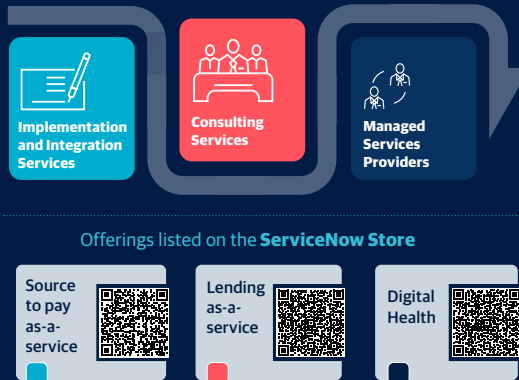 Implementation
and Integration
Services
Consulting
Services
Managed
Services
Providers
Offerings listed on the ServiceNow Store
Source
to pay
as-a-
service
Lending
as-a-
service
Digital
Health